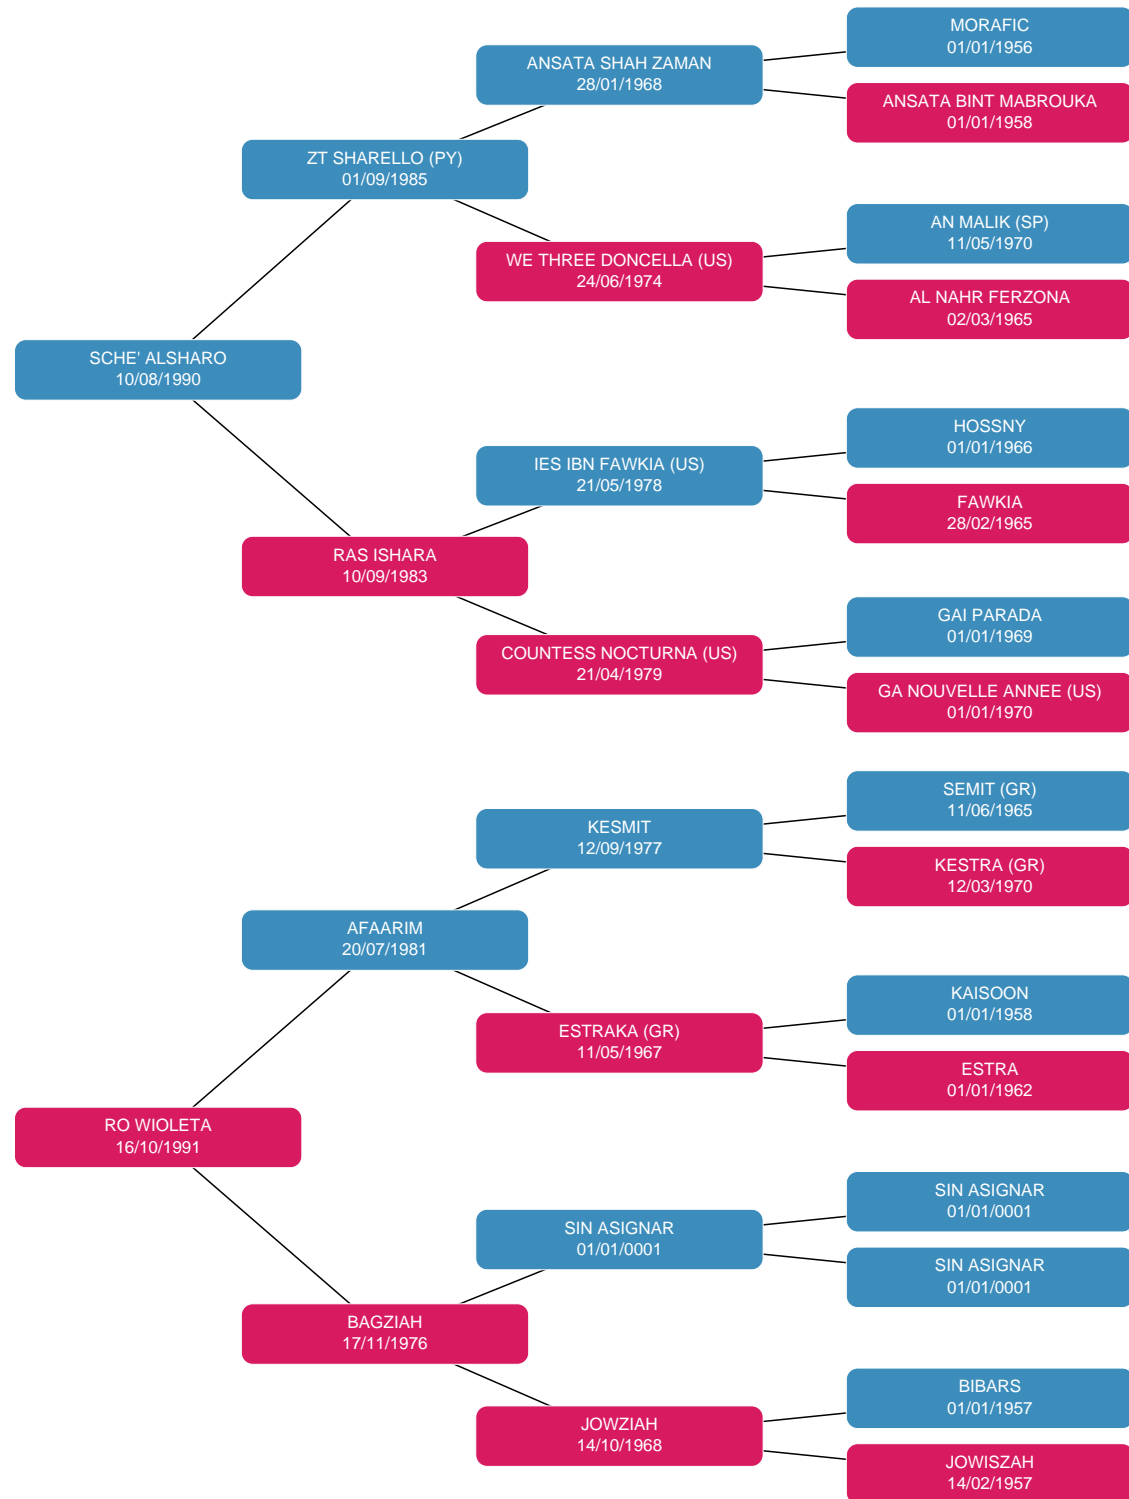 MORAFIC
01/01/1956
ANSATA SHAH ZAMAN
28/01/1968
ANSATA BINT MABROUKA
01/01/1958
ZT SHARELLO (PY)
01/09/1985
AN MALIK (SP)
11/05/1970
WE THREE DONCELLA (US)
24/06/1974
AL NAHR FERZONA
02/03/1965
SCHE' ALSHARO
10/08/1990
HOSSNY
01/01/1966
IES IBN FAWKIA (US)
21/05/1978
FAWKIA
28/02/1965
RAS ISHARA
10/09/1983
GAI PARADA
01/01/1969
COUNTESS NOCTURNA (US)
21/04/1979
GA NOUVELLE ANNEE (US)
01/01/1970
SEMIT (GR)
11/06/1965
KESMIT
12/09/1977
KESTRA (GR)
12/03/1970
AFAARIM
20/07/1981
KAISOON
01/01/1958
ESTRAKA (GR)
11/05/1967
ESTRA
01/01/1962
RO WIOLETA
16/10/1991
SIN ASIGNAR
01/01/0001
SIN ASIGNAR
01/01/0001
SIN ASIGNAR
01/01/0001
BAGZIAH
17/11/1976
BIBARS
01/01/1957
JOWZIAH
14/10/1968
JOWISZAH
14/02/1957